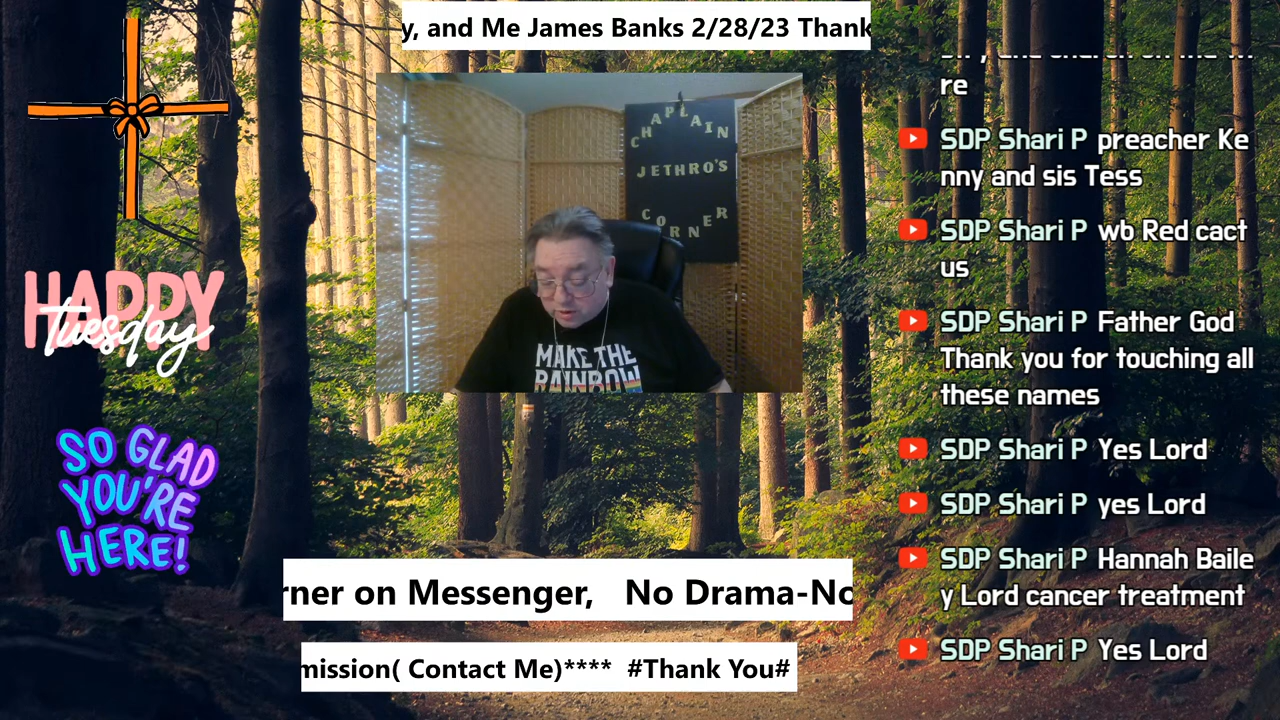 y, and Me James Banks 2/28/23 Thank
CHAPLAIN
JETHRO'S
CORNER
MAKE THE
RAINBOW
HAPPY
tuesday
SO GLAD
YOU'RE
HERE!
rner on Messenger, No Drama-No
mission( Contact Me)**** #Thank You#
re
SDP Shari P preacher Ke
nny and sis Tess
SDP Shari P wb Red cact
us
SDP Shari P Father God
Thank you for touching all
these names
SDP Shari P Yes Lord
SDP Shari P yes Lord
SDP Shari P Hannah Baile
y Lord cancer treatment
SDP Shari P Yes Lord